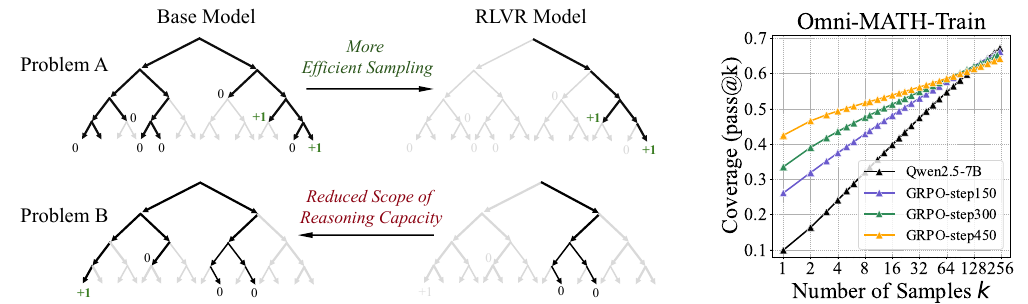 Base Model
RLVR Model
Problem A
More
Efficient Sampling
0
0
+1
0
0
0
0
+1
0
0
+1
0
+1
Problem B
Reduced Scope of
Reasoning Capacity
0
+1
0
0
+1
0
0
Omni-MATH-Train
Coverage (pass@k)
0.7
0.6
0.5
0.4
0.3
0.2
0.1
Qwen2.5-7B
GRPO-step150
GRPO-step300
GRPO-step450
1 2 4 8 16 32 64 128 256
Number of Samples k